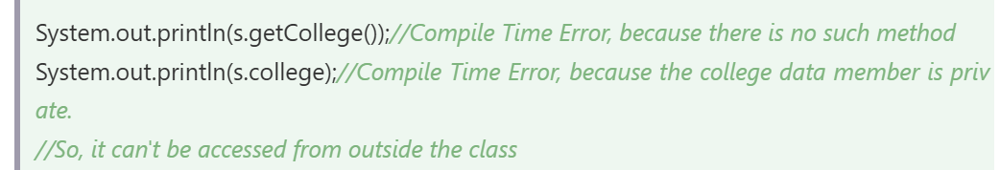 System.out.println(s.getCollege());//Compile Time Error, because there is no such method
System.out.println(s.college);//Compile Time Error, because the college data member is priv
ate.
//So, it can't be accessed from outside the class